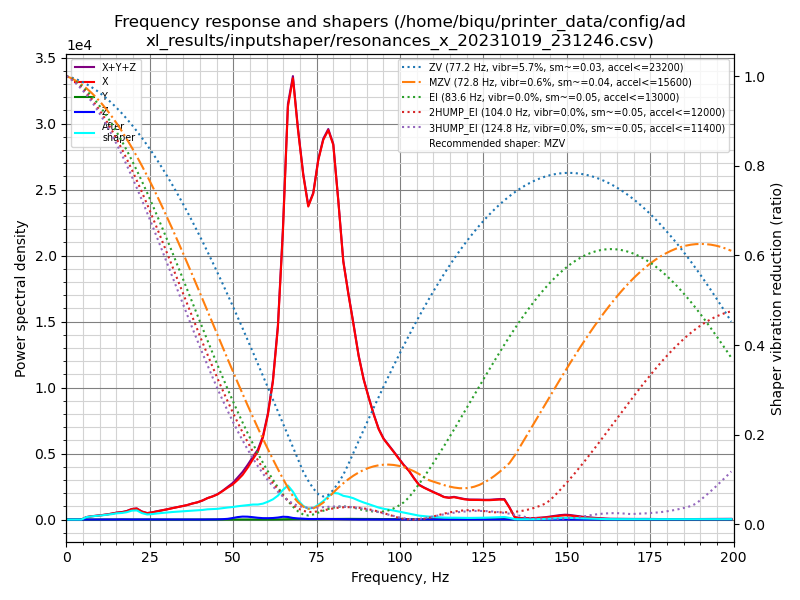 Frequency response and shapers (/home/biqu/printer_data/config/ad
xl_results/inputshaper/resonances_x_20231019_231246.csv)
1e4
X+Y+Z
X
Y
Z
After
shaper
ZV (77.2 Hz, vibr=5.7%, sm~=0.03, accel<=23200)
MZV (72.8 Hz, vibr=0.6%, sm~=0.04, accel<=15600)
EI (83.6 Hz, vibr=0.0%, sm~=0.05, accel<=13000)
2HUMP_EI (104.0 Hz, vibr=0.0%, sm~=0.05, accel<=12000)
3HUMP_EI (124.8 Hz, vibr=0.0%, sm~=0.05, accel<=11400)
Recommended shaper: MZV
Power spectral density
3.5
3.0
2.5
2.0
1.5
1.0
0.5
0.0
1.0
0.8
0.6
0.4
0.2
0.0
Shaper vibration reduction (ratio)
0 25 50 75 100 125 150 175 200
Frequency, Hz